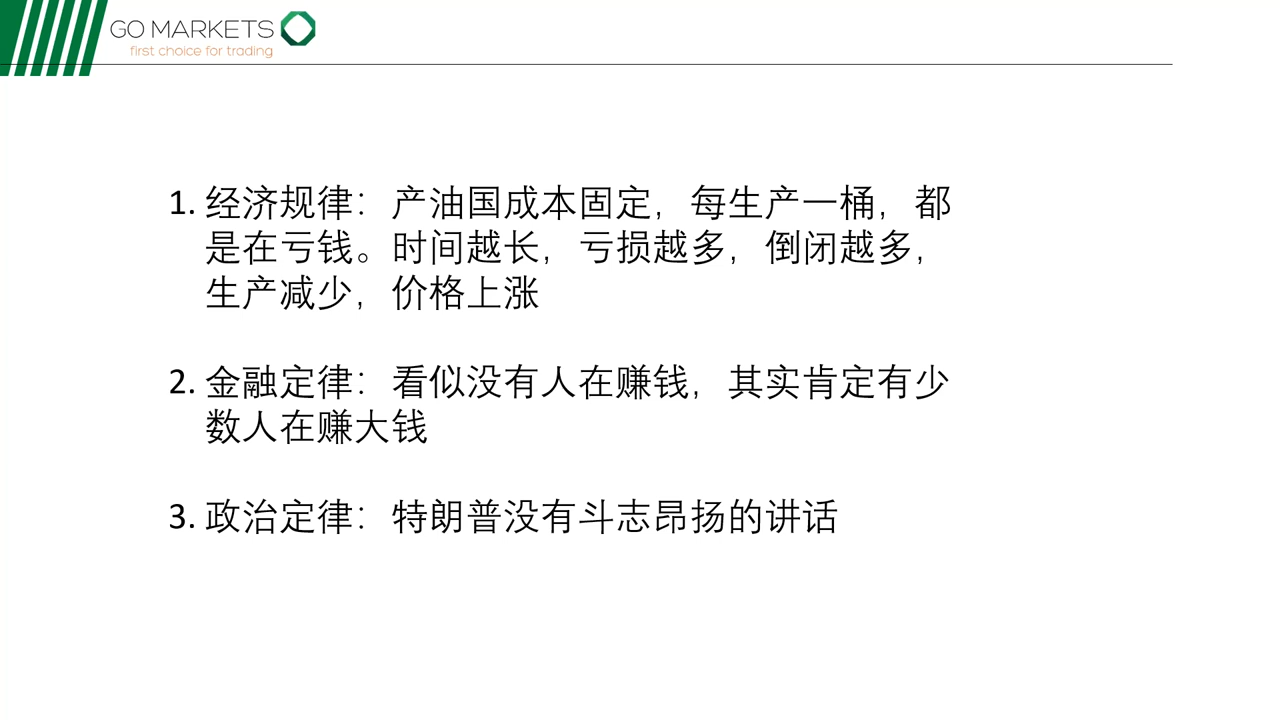 GO MARKETS
first choice for trading
1. 经济规律：产油国成本固定，每生产一桶，都
是在亏钱。时间越长，亏损越多，倒闭越多，
生产减少，价格上涨
2. 金融定律：看似没有人在赚钱，其实肯定有少
数人在赚大钱
3. 政治定律：特朗普没有斗志昂扬的讲话